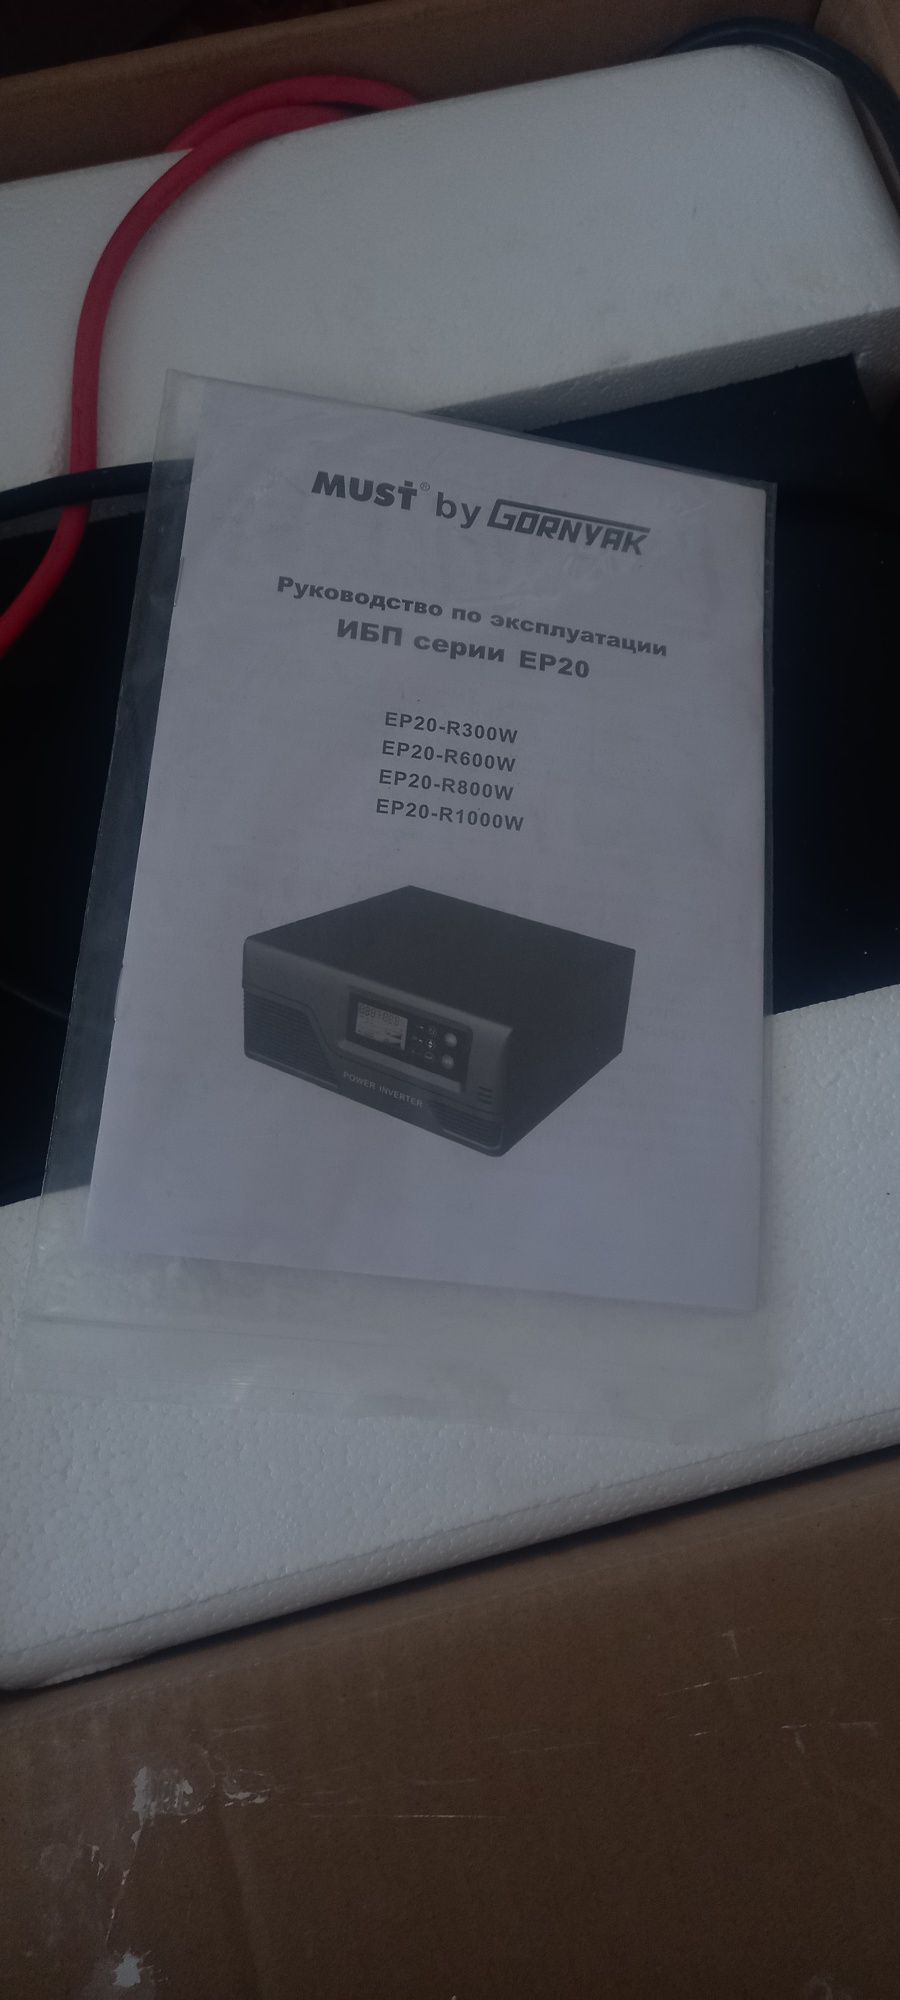 MUST® by GORNYAK
Руководство по эксплуатации
ИБП серии EP20
EP20-R300W
EP20-R600W
EP20-R800W
EP20-R1000W
POWER INVERTER